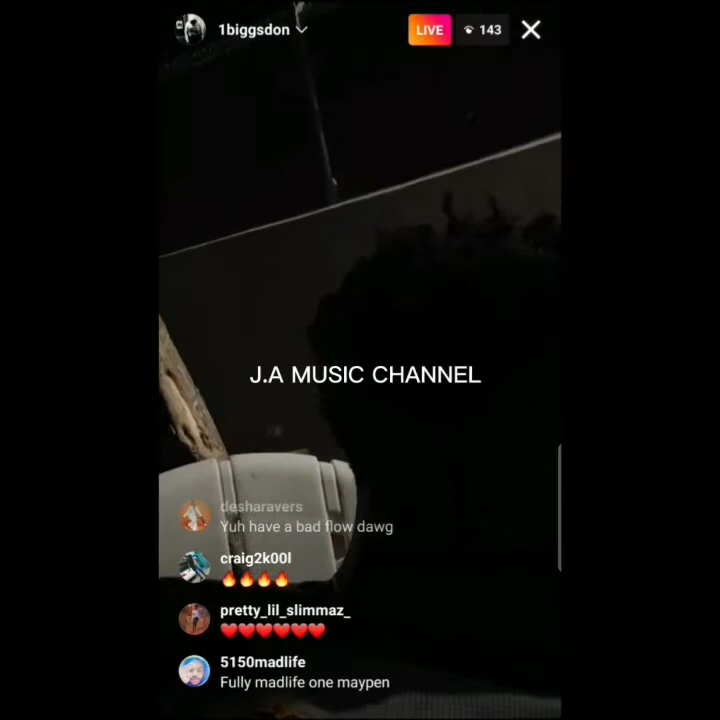 1biggsdon
LIVE
143
J.A MUSIC CHANNEL
desharavers
Yuh have a bad flow dawg
craig2k00l
🔥🔥🔥🔥
pretty_lil_slimmaz_
❤️❤️❤️❤️❤️❤️
5150madlife
Fully madlife one maypen